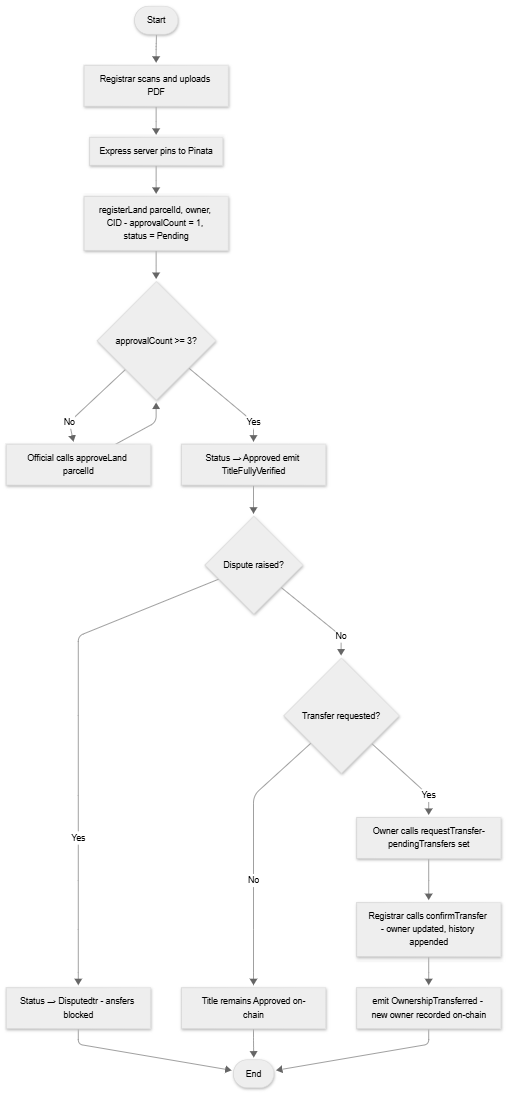 Start
Registrar scans and uploads
PDF
Express server pins to Pinata
registerLand parcelId, owner,
CID - approvalCount = 1,
status = Pending
approvalCount >= 3?
No
Yes
Official calls approveLand
parcelId
Status → Approved emit
TitleFullyVerified
Dispute raised?
No
Transfer requested?
Yes
Owner calls requestTransfer-
pendingTransfers set
Yes
No
Registrar calls confirmTransfer
- owner updated, history
appended
Status → Disputedtr - ansfers
blocked
Title remains Approved on-
chain
emit OwnershipTransferred -
new owner recorded on-chain
End